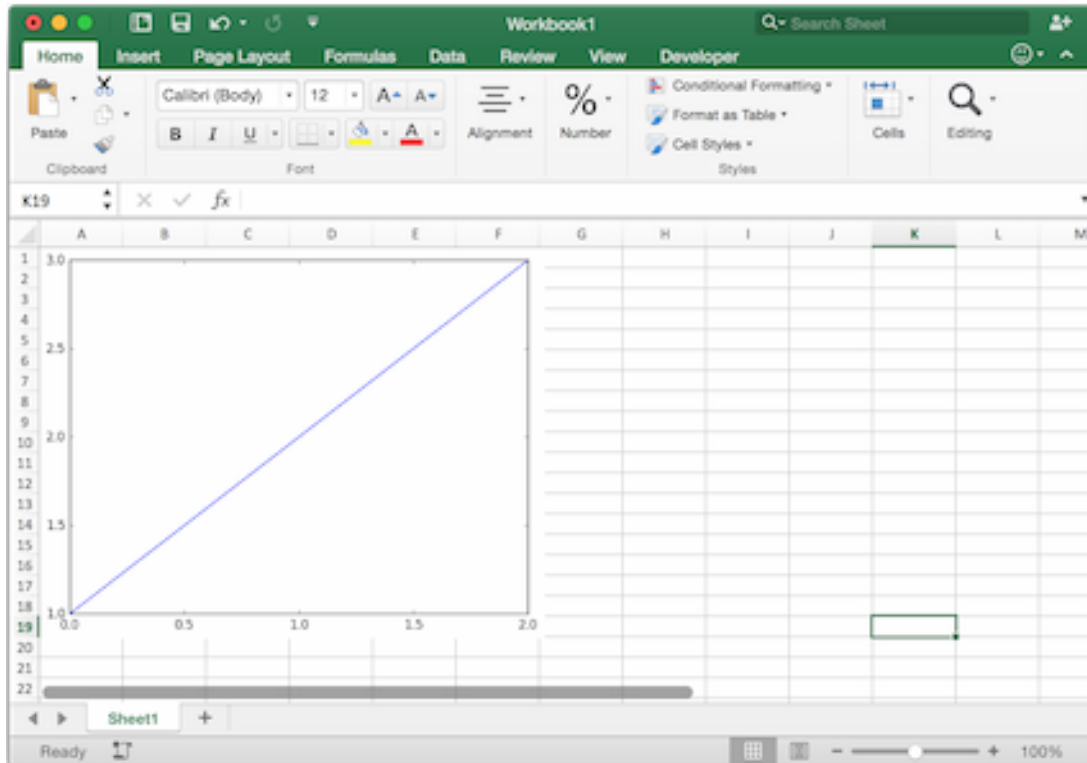 Workbook1
Search Sheet
Home Insert Page Layout Formulas Data Review View Developer
Paste
Clipboard
Calibri (Body) 12 A A
B I U A
Font
Alignment
%
Number
Conditional Formatting
Format as Table
Cell Styles
Styles
Cells
Editing
K19 fx
A B C D E F G H I J K L M
1
2
3
4
5
6
7
8
9
10
11
12
13
14
15
16
17
18
19
20
21
22
3.0
2.5
2.0
1.5
1.0
0.0 0.5 1.0 1.5 2.0
Sheet1 +
Ready
100%